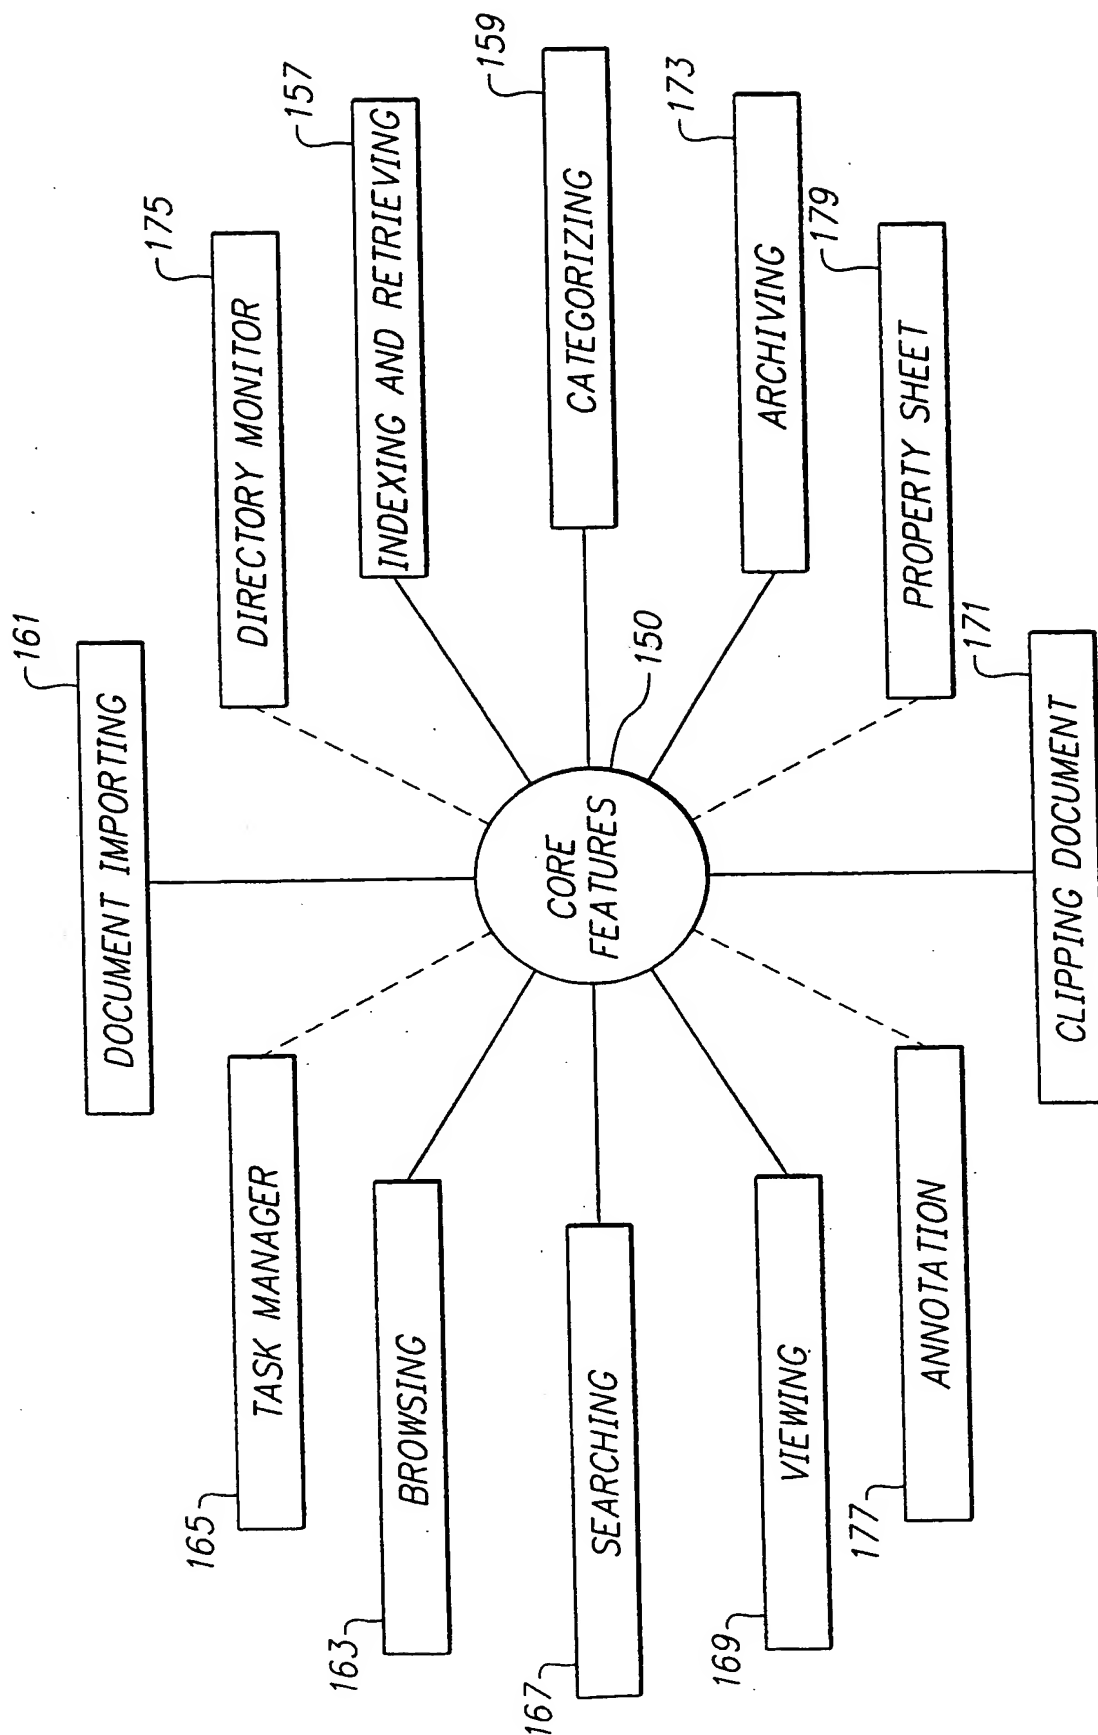 161
DOCUMENT IMPORTING
175
DIRECTORY MONITOR
157
INDEXING AND RETRIEVING
159
CATEGORIZING
173
ARCHIVING
179
PROPERTY SHEET
171
CLIPPING DOCUMENT
177
ANNOTATION
169
VIEWING
167
SEARCHING
163
BROWSING
165
TASK MANAGER
150
CORE
FEATURES